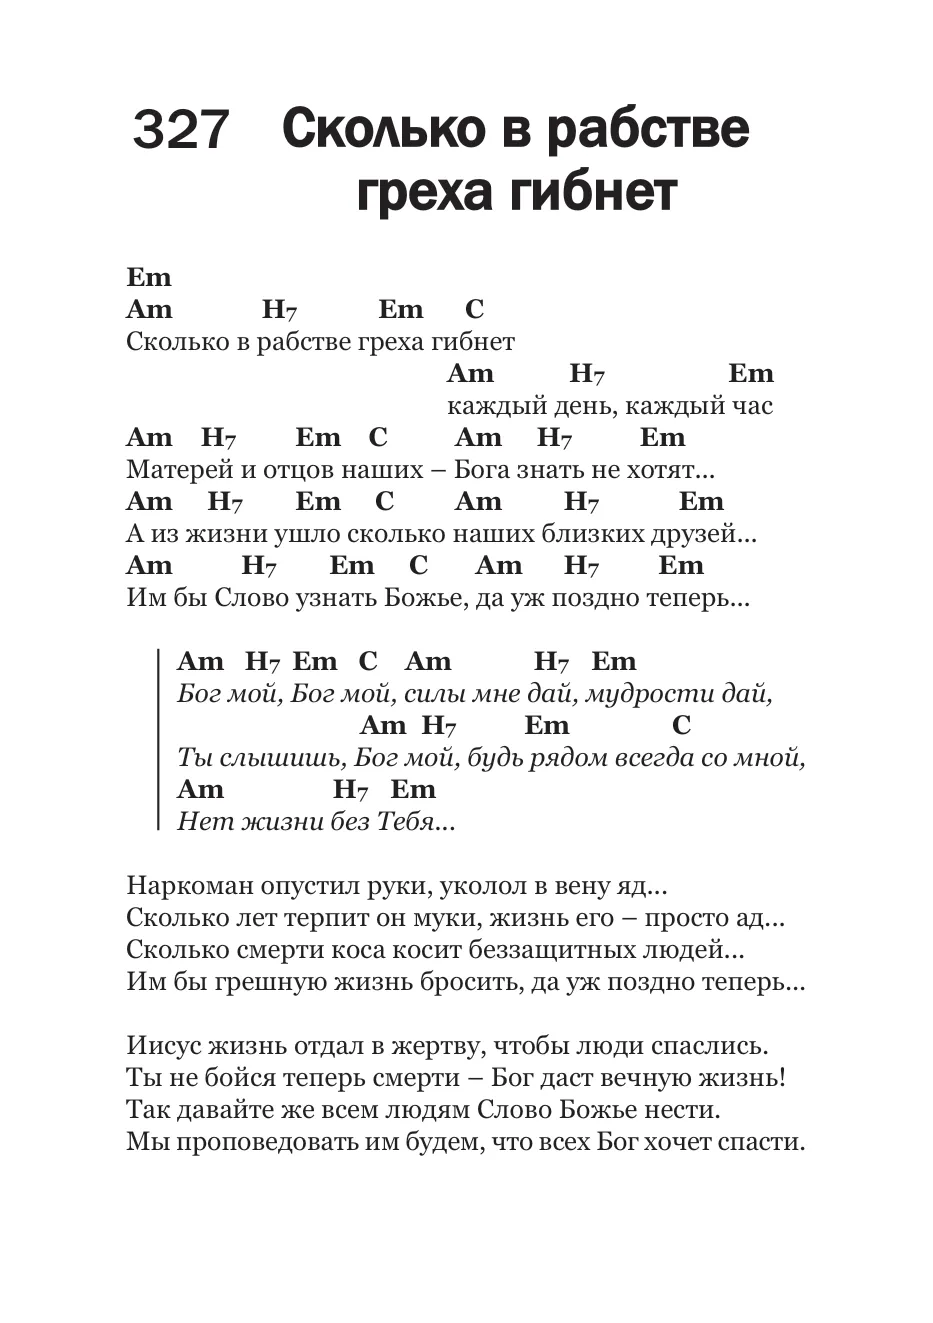 327 Сколько в рабстве
греха гибнет
Em
Am H7 Em C
Сколько в рабстве греха гибнет
Am H7 Em
каждый день, каждый час
Am H7 Em C Am H7 Em
Матерей и отцов наших – Бога знать не хотят...
Am H7 Em C Am H7 Em
А из жизни ушло сколько наших близких друзей...
Am H7 Em C Am H7 Em
Им бы Слово узнать Божье, да уж поздно теперь...
Am H7 Em C Am H7 Em
Бог мой, Бог мой, силы мне дай, мудрости дай,
Am H7 Em C
Ты слышишь, Бог мой, будь рядом всегда со мной,
Am H7 Em
Нет жизни без Тебя...
Наркоман опустил руки, уколол в вену яд...
Сколько лет терпит он муки, жизнь его – просто ад...
Сколько смерти коса косит беззащитных людей...
Им бы грешную жизнь бросить, да уж поздно теперь...
Иисус жизнь отдал в жертву, чтобы люди спаслись.
Ты не бойся теперь смерти – Бог даст вечную жизнь!
Так давайте же всем людям Слово Божье нести.
Мы проповедовать им будем, что всех Бог хочет спасти.